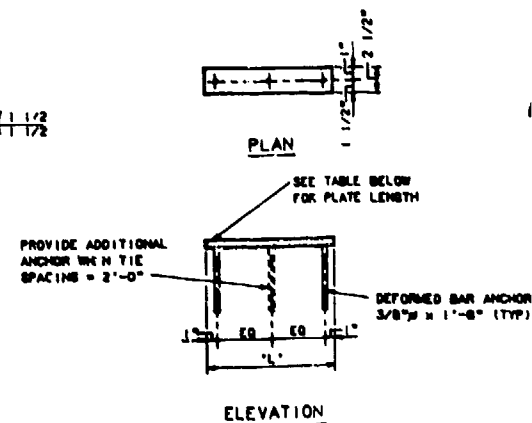 1 1/2
1 1/2
1"
2 1/2"
1 1/2"
PLAN
SEE TABLE BELOW
FOR PLATE LENGTH
PROVIDE ADDITIONAL
ANCHOR WHEN TIE
SPACING = 2'-0"
DEFORMED BAR ANCHOR
3/8"ø x 1'-6" (TYP)
1" EQ EQ 1"
"L"
ELEVATION